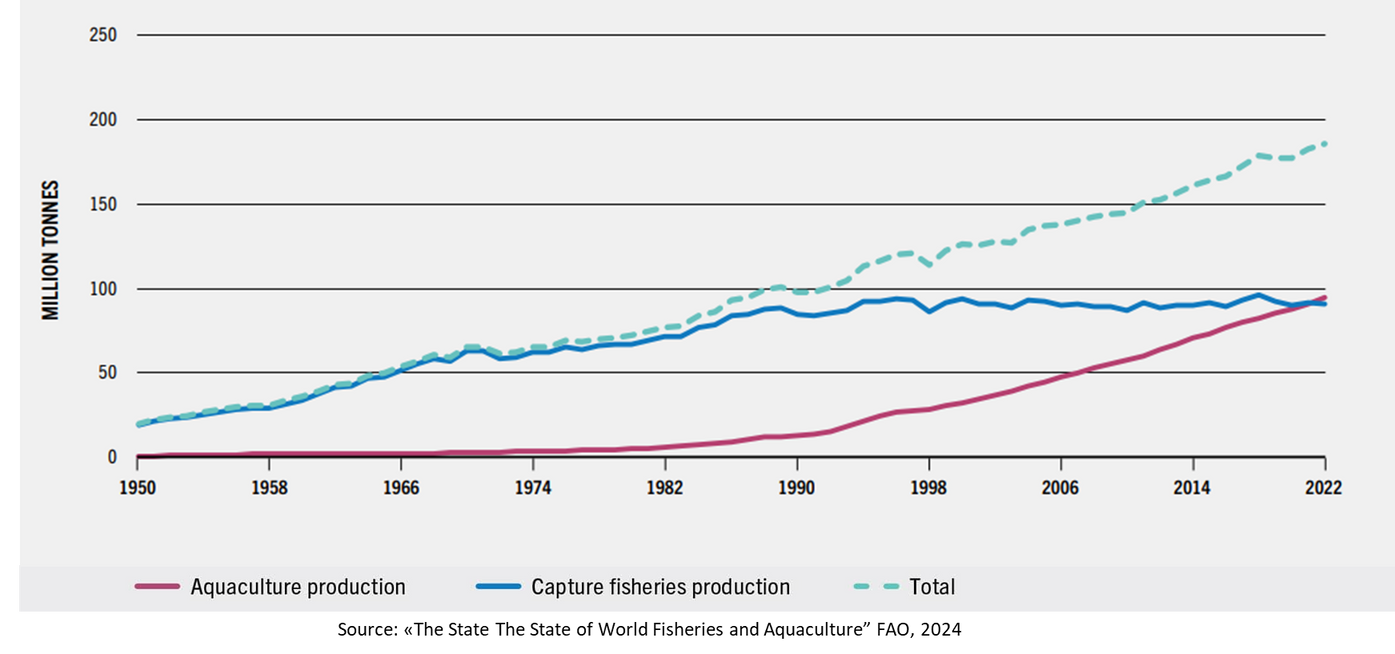 250
200
150
100
50
0
MILLION TONNES
1950 1958 1966 1974 1982 1990 1998 2006 2014 2022
Aquaculture production Capture fisheries production Total
Source: «The State The State of World Fisheries and Aquaculture” FAO, 2024